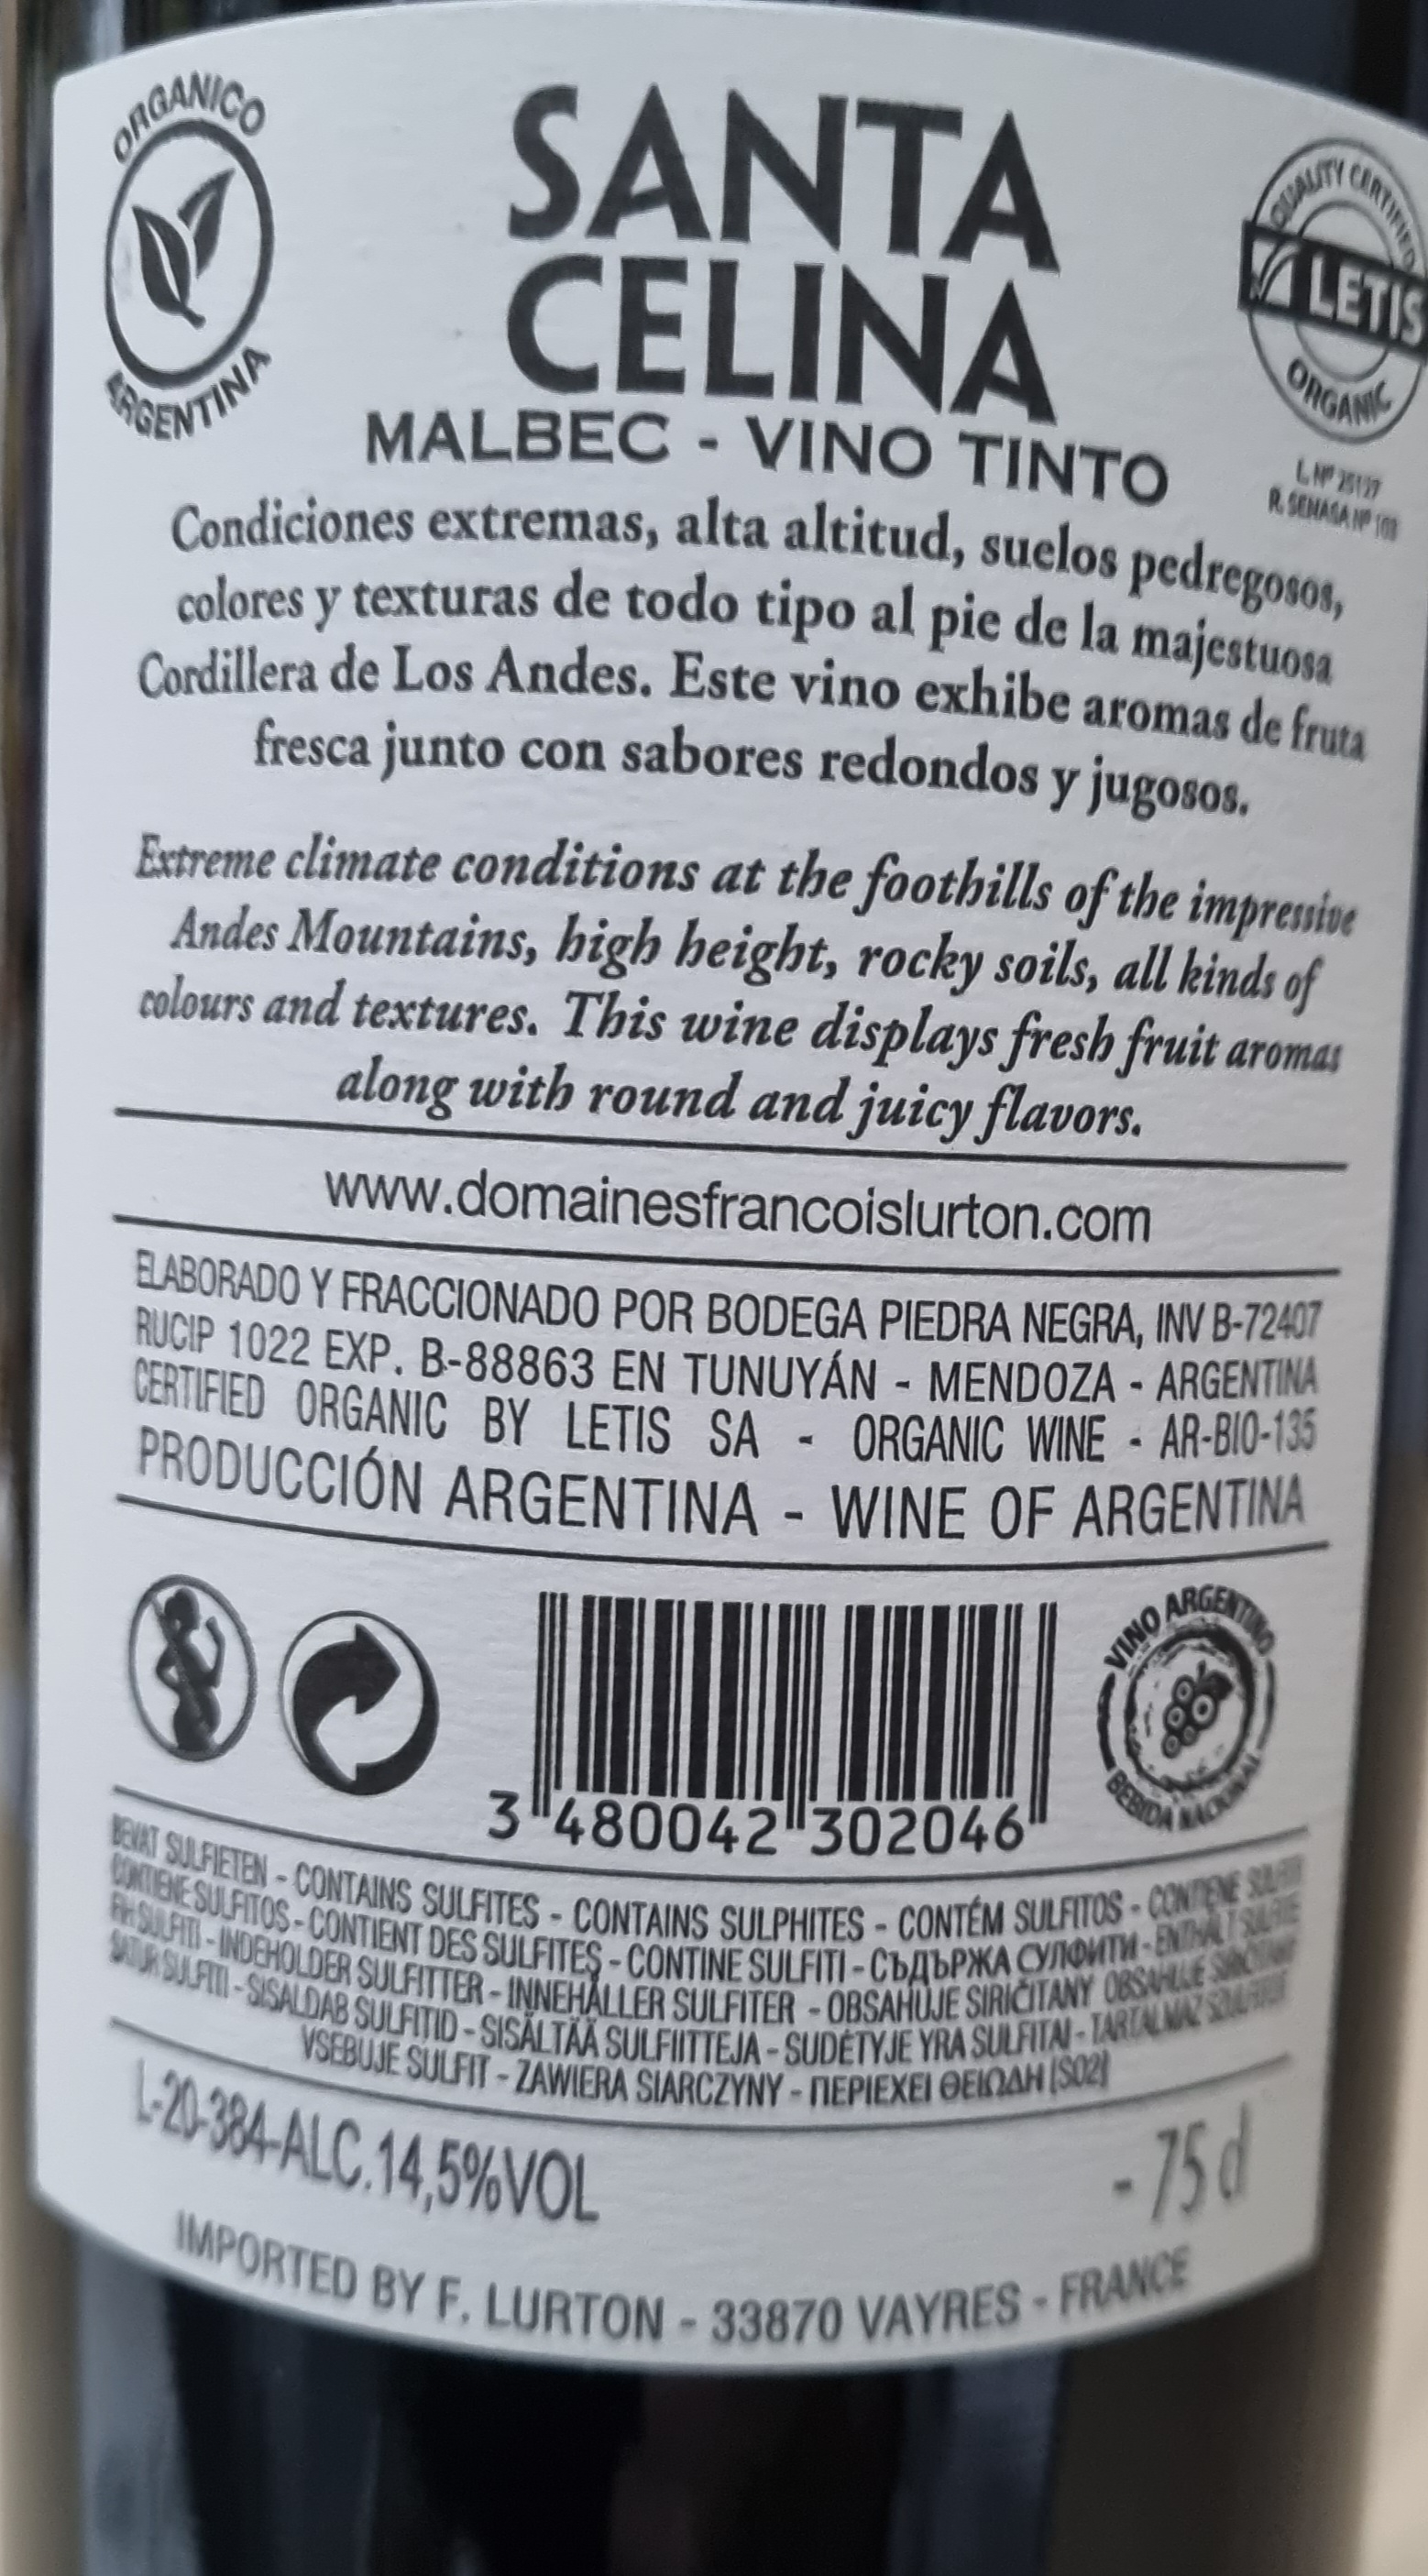 ORGANICO
ARGENTINA
SANTA
CELINA
MALBEC - VINO TINTO
QUALITY CERTIFIED
LETIS
ORGANIC
L. Nº 25127
R. SENASA Nº
Condiciones extremas, alta altitud, suelos pedregosos,
colores y texturas de todo tipo al pie de la majestuosa
Cordillera de Los Andes. Este vino exhibe aromas de fruta
fresca junto con sabores redondos y jugosos.
Extreme climate conditions at the foothills of the impressive
Andes Mountains, high height, rocky soils, all kinds of
colours and textures. This wine displays fresh fruit aromas
along with round and juicy flavors.
www.domainesfrancoislurton.com
ELABORADO Y FRACCIONADO POR BODEGA PIEDRA NEGRA, INV B-72407
RUCIP 1022 EXP. B-88863 EN TUNUYÁN - MENDOZA - ARGENTINA
CERTIFIED ORGANIC BY LETIS SA - ORGANIC WINE - AR-BIO-135
PRODUCCIÓN ARGENTINA - WINE OF ARGENTINA
3 480042 302046
VINO ARGENTINO
BEBIDA NACIONAL
BEVAT SULFIETEN - CONTAINS SULFITES - CONTAINS SULPHITES - CONTÉM SULFITOS - CONTIENE
CONTIENE SULFITOS - CONTIENT DES SULFITES - CONTINE SULFITI - СЪДЪРЖА СУЛФИТИ - ENTHÄLT SULFITE
SULFITI - INDEHOLDER SULFITTER - INNEHÅLLER SULFITER - OBSAHUJE SIRIČITANY OBSAHUJE
SATUR SULFITI - SISALDAB SULFITID - SISÄLTÄÄ SULFIITTEJA - SUDĖTYJE YRA SULFITAI - TARTALMAZ
VSEBUJE SULFIT - ZAWIERA SIARCZYNY - ΠΕΡΙΕΧΕΙ ΘΕΙΩΔΗ (SO2)
L-20-384-ALC.14,5%VOL - 75 cl
IMPORTED BY F. LURTON - 33870 VAYRES - FRANCE